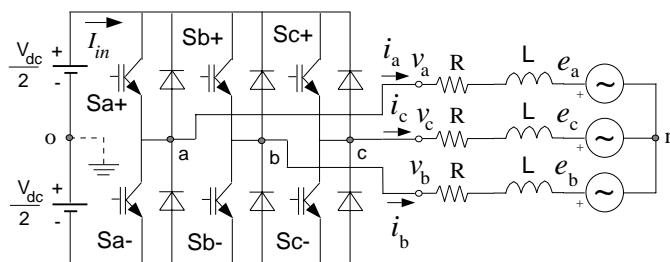 +
V_dc
2
-
I_in
Sa+
Sb+
Sc+
o
a
b
c
+
V_dc
2
-
Sa-
Sb-
Sc-
i_a
v_a
R
L
e_a
+
~
i_c
v_c
R
L
e_c
+
~
n
v_b
R
L
e_b
+
~
i_b